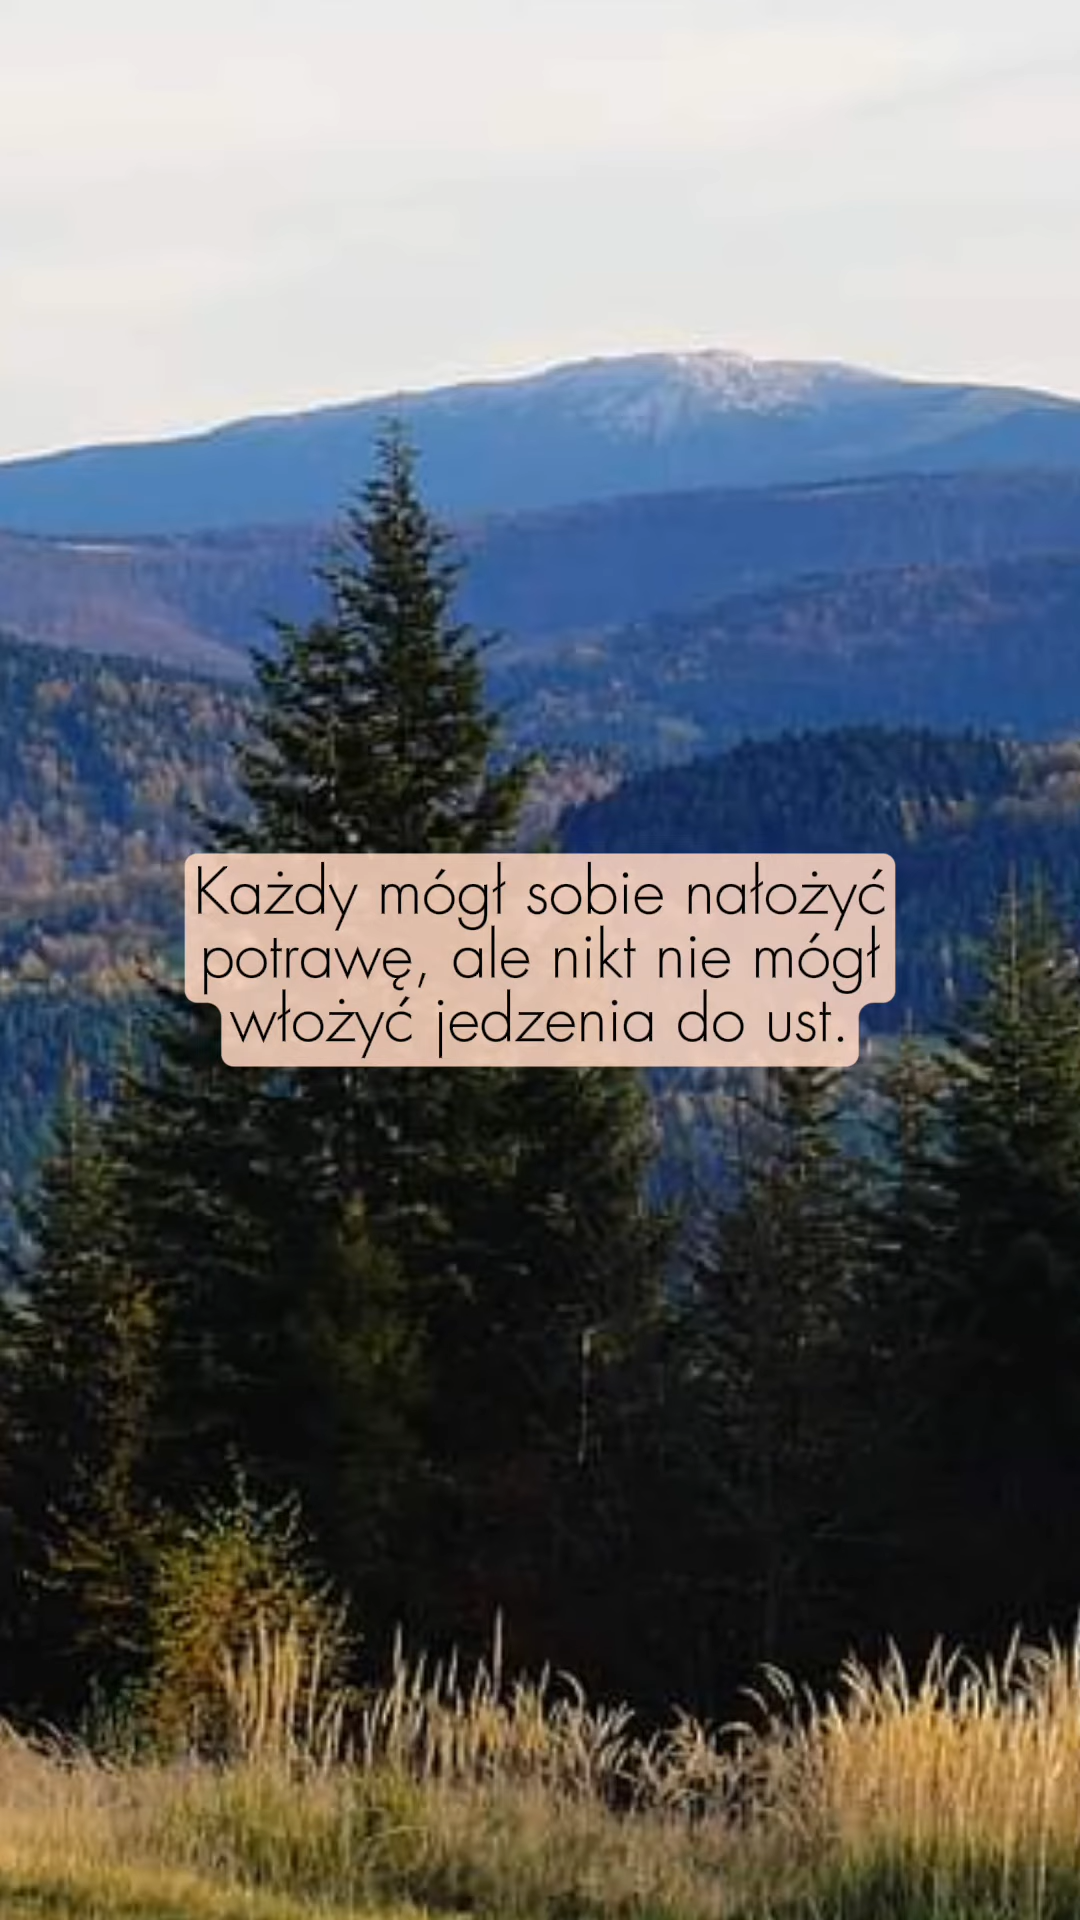 Każdy mógł sobie nałożyć
potrawę, ale nikt nie mógł
włożyć jedzenia do ust.